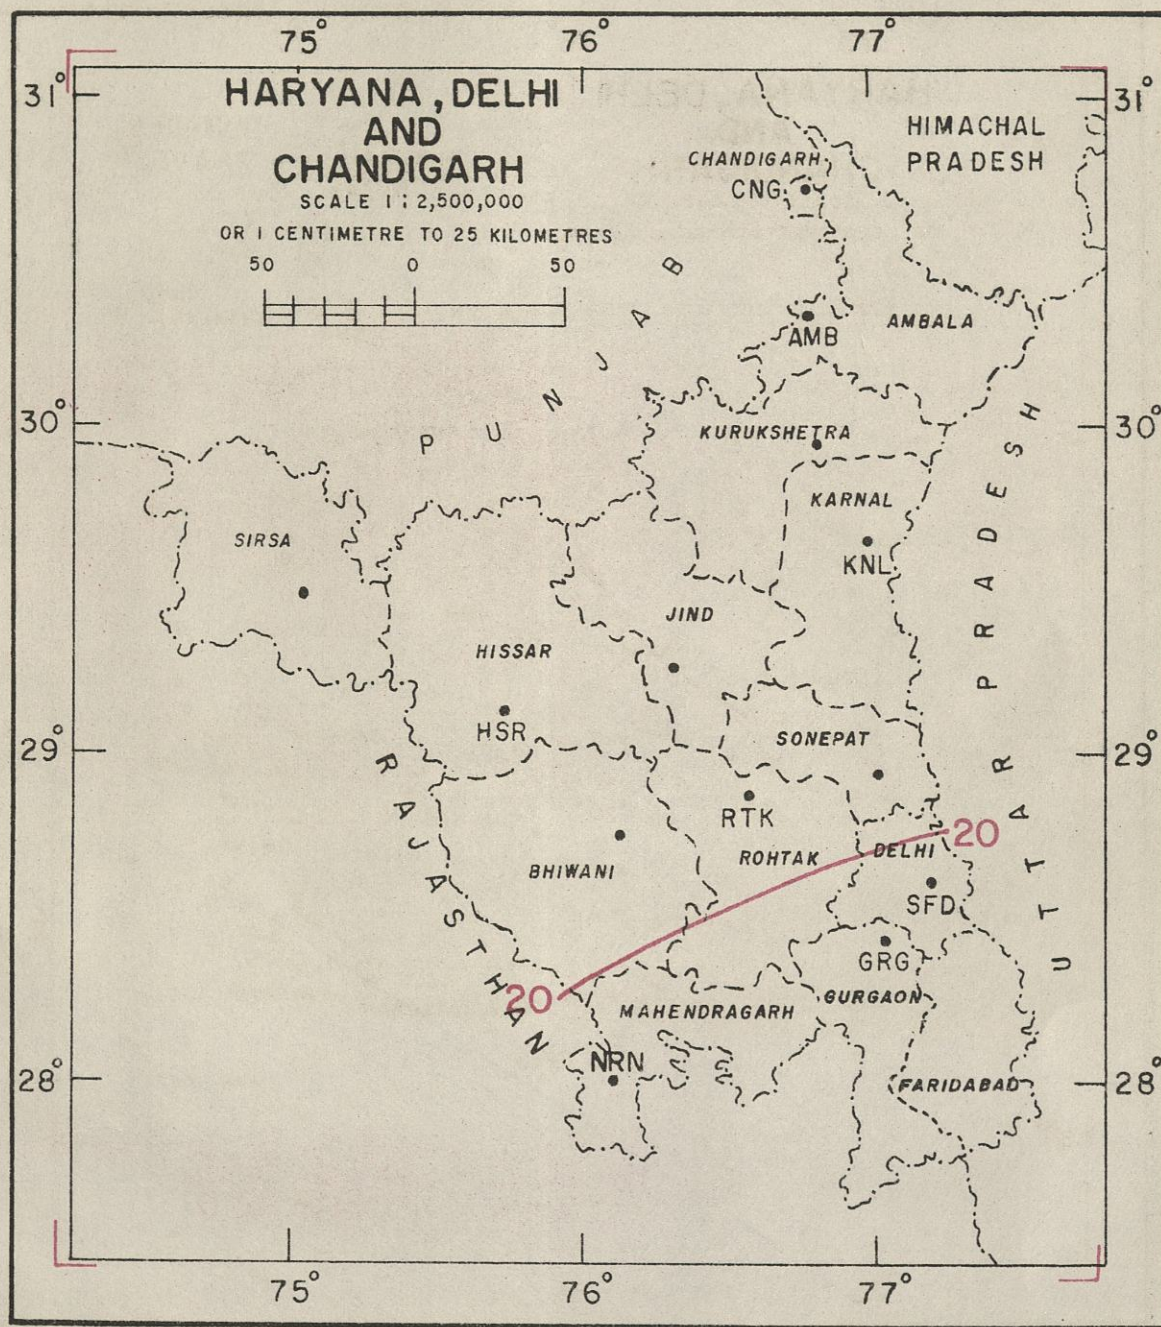 75° 76° 77°
31° 31°
HARYANA, DELHI
AND
CHANDIGARH
SCALE 1 : 2,500,000
OR 1 CENTIMETRE TO 25 KILOMETRES
50 0 50
HIMACHAL
PRADESH
CHANDIGARH
CNG
AMB
AMBALA
PUNJAB
30° 30°
KURUKSHETRA
KARNAL
KNL
SIRSA
JIND
HISSAR
HSR
UTTAR PRADESH
29° 29°
SONEPAT
RTK
ROHTAK
RAJASTHAN
BHIWANI
DELHI
20
SFD
GRG
GURGAON
20
MAHENDRAGARH
NRN
28° 28°
FARIDABAD
75° 76° 77°